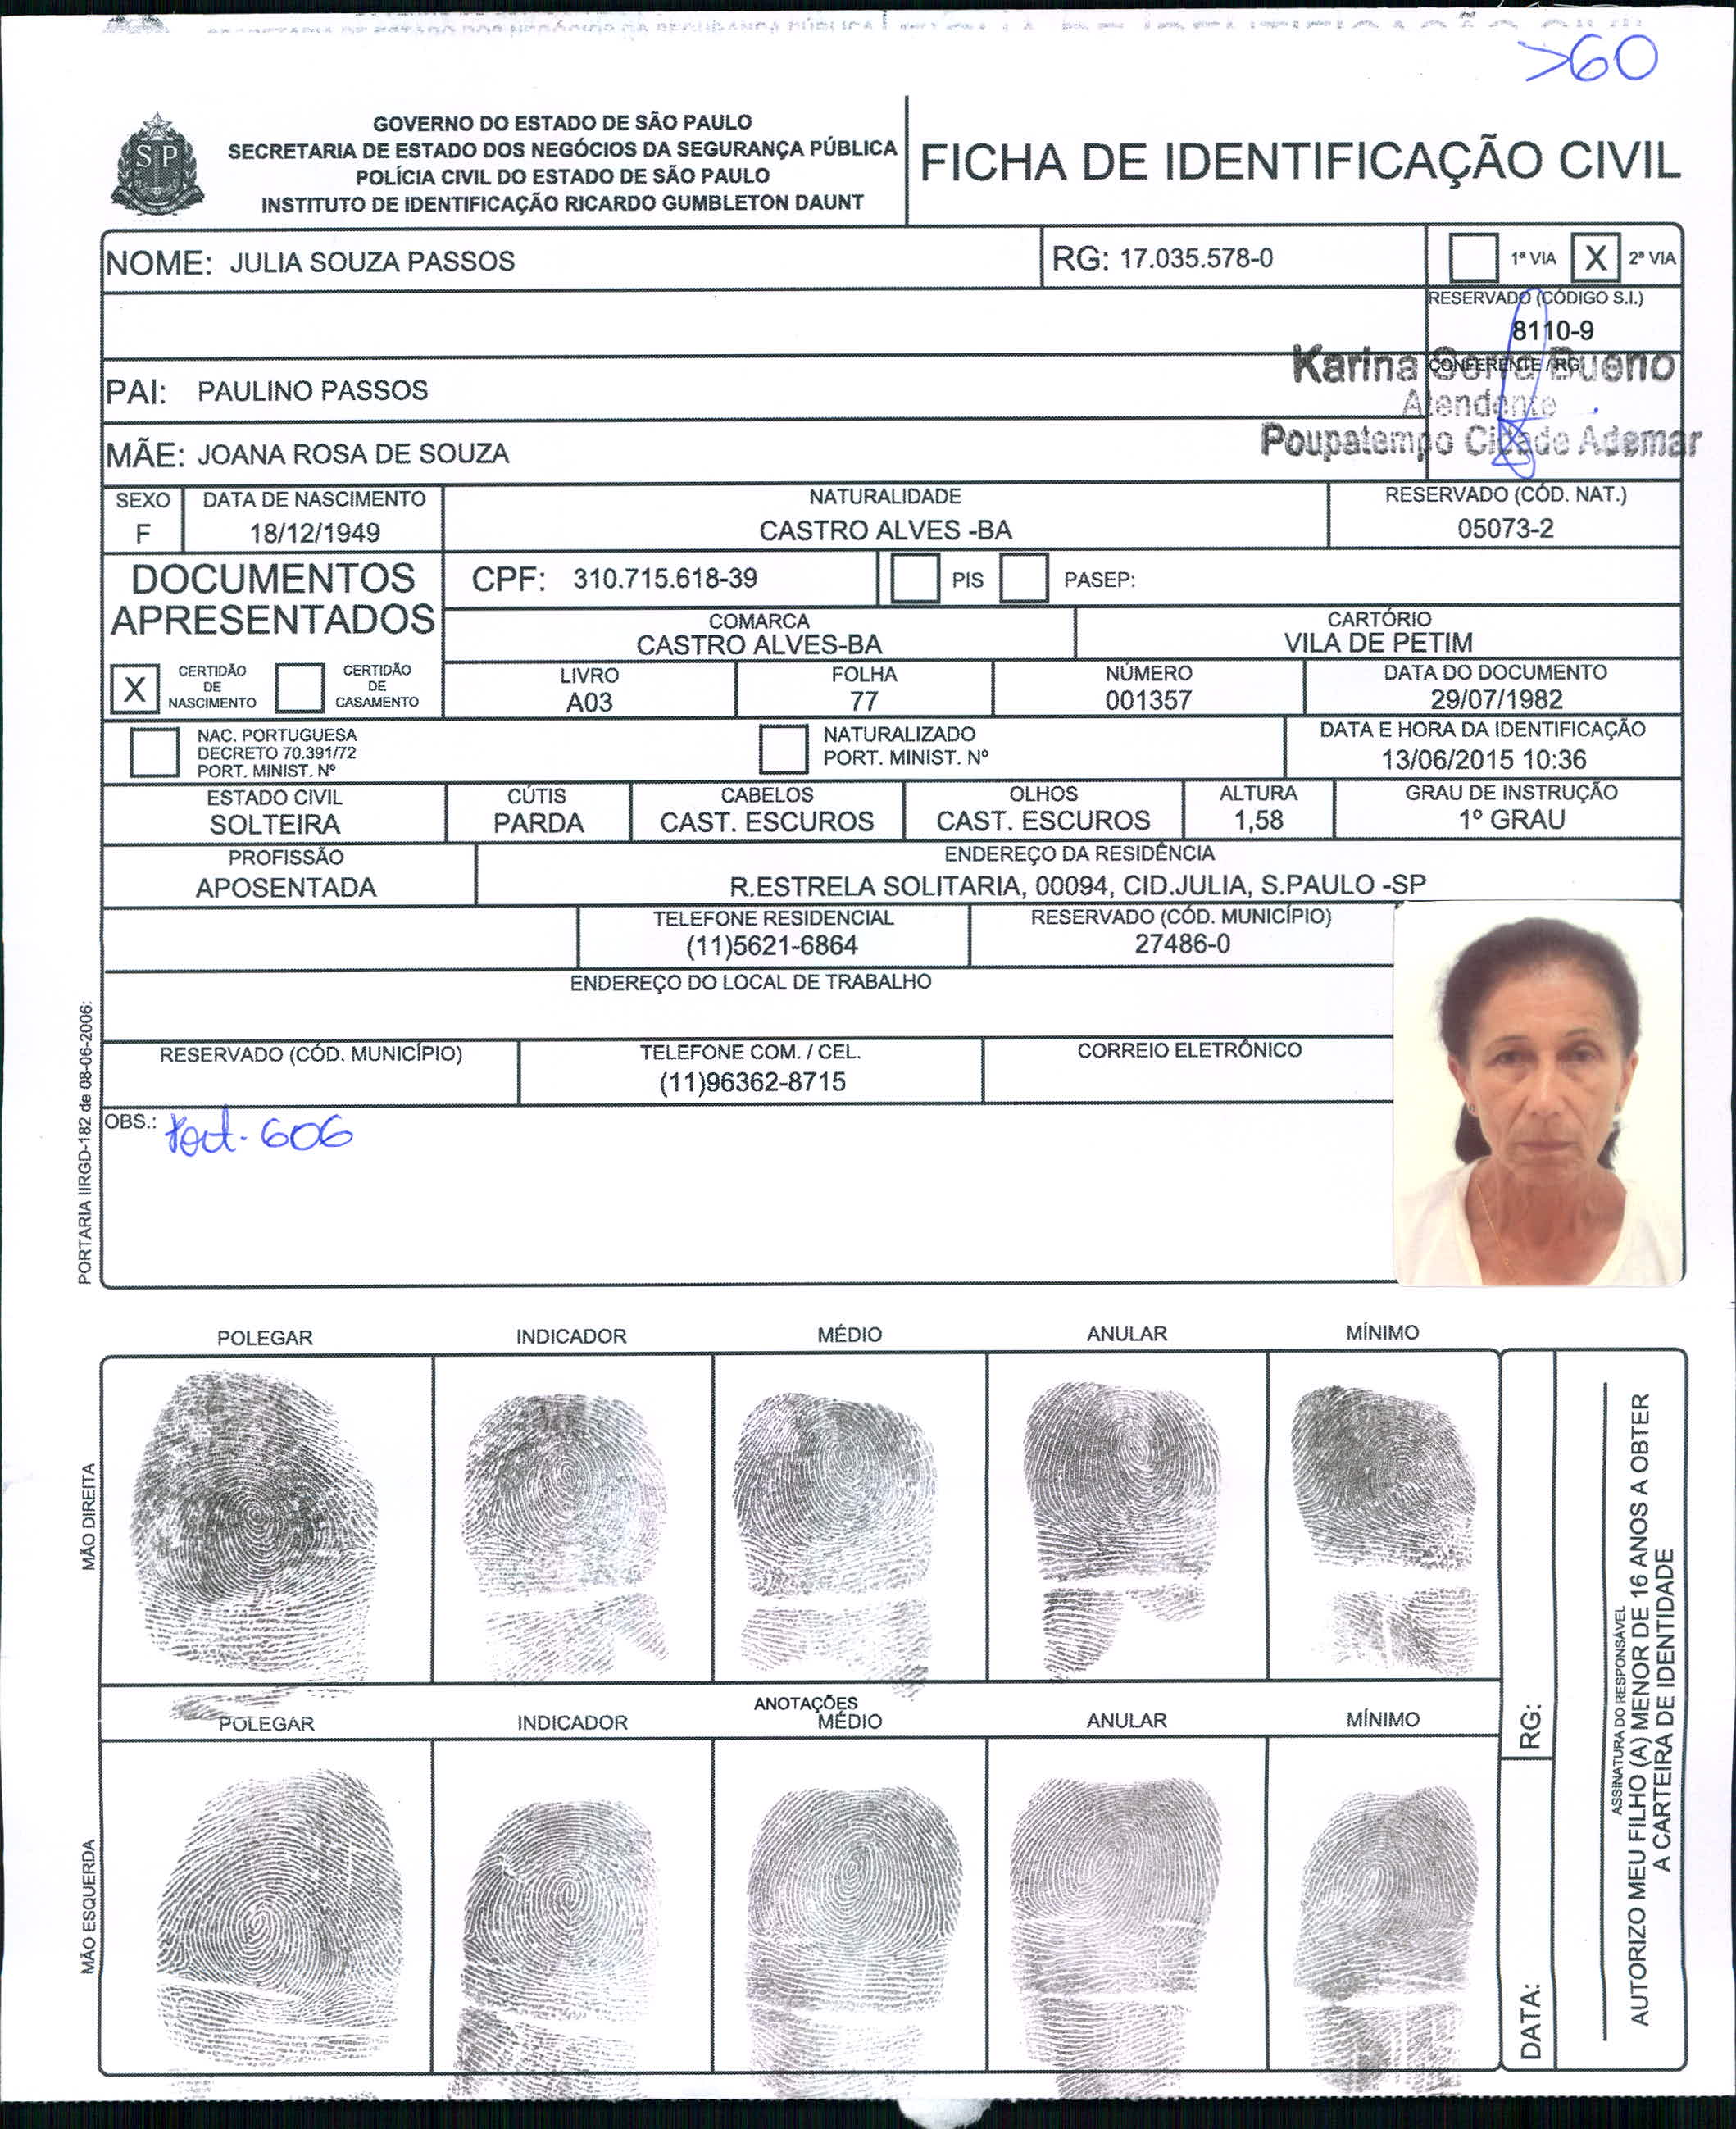 >60
GOVERNO DO ESTADO DE SÃO PAULO
SECRETARIA DE ESTADO DOS NEGÓCIOS DA SEGURANÇA PÚBLICA
POLÍCIA CIVIL DO ESTADO DE SÃO PAULO
INSTITUTO DE IDENTIFICAÇÃO RICARDO GUMBLETON DAUNT
SP
FICHA DE IDENTIFICAÇÃO CIVIL
NOME: JULIA SOUZA PASSOS
RG: 17.035.578-0
1ª VIA X 2ª VIA
RESERVADO (CÓDIGO S.I.)
8110-9
CONFERENTE / RG
Karina Bueno
Atendente
Poupatempo Cidade Ademar
PAI: PAULINO PASSOS
MÃE: JOANA ROSA DE SOUZA
SEXO
F
DATA DE NASCIMENTO
18/12/1949
NATURALIDADE
CASTRO ALVES -BA
RESERVADO (CÓD. NAT.)
05073-2
DOCUMENTOS
APRESENTADOS
CPF: 310.715.618-39
PIS
PASEP:
COMARCA
CASTRO ALVES-BA
CARTÓRIO
VILA DE PETIM
X CERTIDÃO
DE
NASCIMENTO
CERTIDÃO
DE
CASAMENTO
LIVRO
A03
FOLHA
77
NÚMERO
001357
DATA DO DOCUMENTO
29/07/1982
NAC. PORTUGUESA
DECRETO 70.391/72
PORT. MINIST. Nº
NATURALIZADO
PORT. MINIST. Nº
DATA E HORA DA IDENTIFICAÇÃO
13/06/2015 10:36
ESTADO CIVIL
SOLTEIRA
CÚTIS
PARDA
CABELOS
CAST. ESCUROS
OLHOS
CAST. ESCUROS
ALTURA
1,58
GRAU DE INSTRUÇÃO
1º GRAU
PROFISSÃO
APOSENTADA
ENDEREÇO DA RESIDÊNCIA
R.ESTRELA SOLITARIA, 00094, CID.JULIA, S.PAULO -SP
TELEFONE RESIDENCIAL
(11)5621-6864
RESERVADO (CÓD. MUNICÍPIO)
27486-0
ENDEREÇO DO LOCAL DE TRABALHO
RESERVADO (CÓD. MUNICÍPIO)
TELEFONE COM. / CEL.
(11)96362-8715
CORREIO ELETRÔNICO
OBS.: 606
PORTARIA IIRGD-182 de 08-06-2006:
POLEGAR
INDICADOR
MÉDIO
ANULAR
MÍNIMO
MÃO DIREITA
ANOTAÇÕES
POLEGAR
INDICADOR
MÉDIO
ANULAR
MÍNIMO
MÃO ESQUERDA
RG:
DATA:
ASSINATURA DO RESPONSÁVEL
AUTORIZO MEU FILHO (A) MENOR DE 16 ANOS A OBTER
A CARTEIRA DE IDENTIDADE